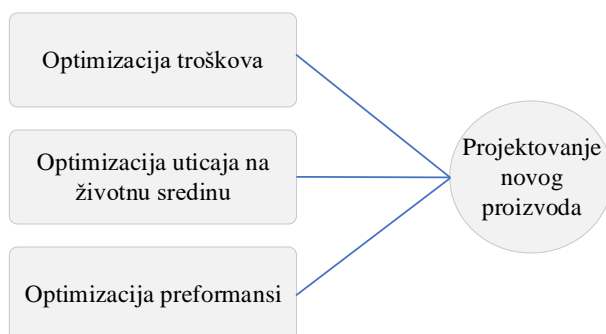 Optimizacija troškova
Optimizacija uticaja na
životnu sredinu
Optimizacija preformansi
Projektovanje
novog
proizvoda